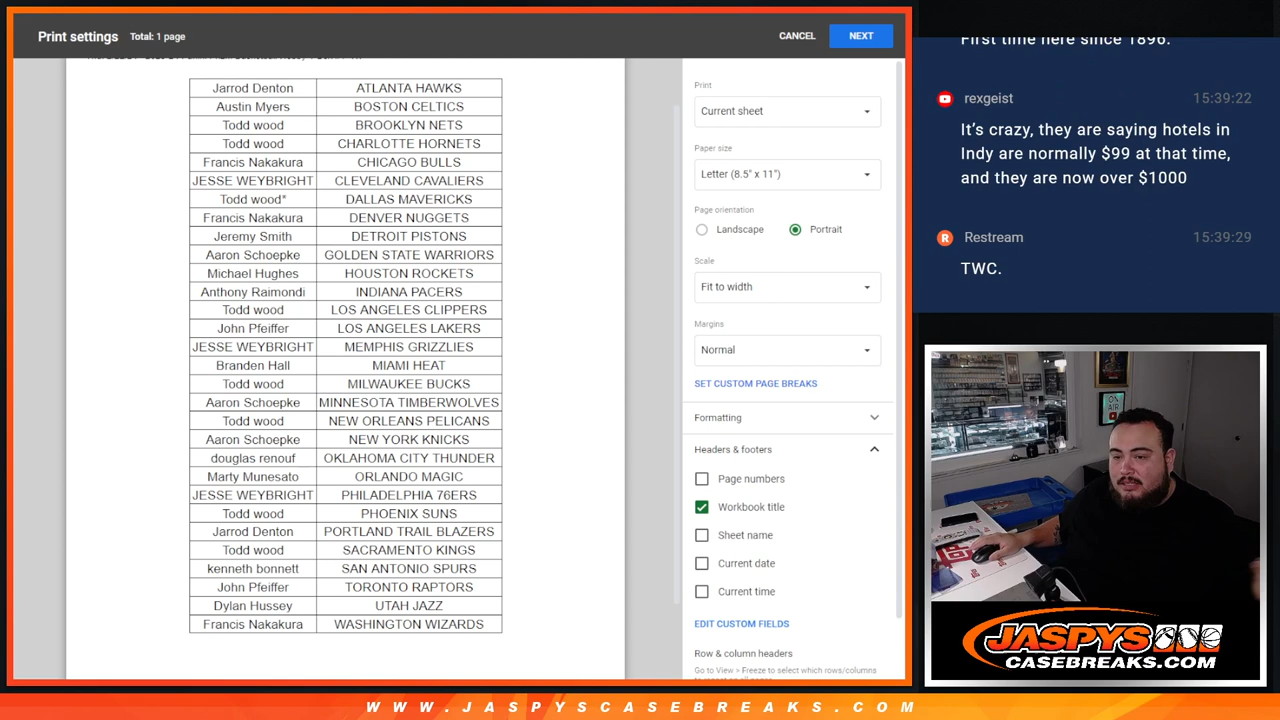 Print settings Total: 1 page
CANCEL NEXT
Jarrod Denton ATLANTA HAWKS
Austin Myers BOSTON CELTICS
Todd wood BROOKLYN NETS
Todd wood CHARLOTTE HORNETS
Francis Nakakura CHICAGO BULLS
JESSE WEYBRIGHT CLEVELAND CAVALIERS
Todd wood* DALLAS MAVERICKS
Francis Nakakura DENVER NUGGETS
Jeremy Smith DETROIT PISTONS
Aaron Schoepke GOLDEN STATE WARRIORS
Michael Hughes HOUSTON ROCKETS
Anthony Raimondi INDIANA PACERS
Todd wood LOS ANGELES CLIPPERS
John Pfeiffer LOS ANGELES LAKERS
JESSE WEYBRIGHT MEMPHIS GRIZZLIES
Branden Hall MIAMI HEAT
Todd wood MILWAUKEE BUCKS
Aaron Schoepke MINNESOTA TIMBERWOLVES
Todd wood NEW ORLEANS PELICANS
Aaron Schoepke NEW YORK KNICKS
douglas renouf OKLAHOMA CITY THUNDER
Marty Munesato ORLANDO MAGIC
JESSE WEYBRIGHT PHILADELPHIA 76ERS
Todd wood PHOENIX SUNS
Jarrod Denton PORTLAND TRAIL BLAZERS
Todd wood SACRAMENTO KINGS
kenneth bonnett SAN ANTONIO SPURS
John Pfeiffer TORONTO RAPTORS
Dylan Hussey UTAH JAZZ
Francis Nakakura WASHINGTON WIZARDS
Print
Current sheet
Paper size
Letter (8.5" x 11")
Page orientation
Landscape Portrait
Scale
Fit to width
Margins
Normal
SET CUSTOM PAGE BREAKS
Formatting
Headers & footers
Page numbers
Workbook title
Sheet name
Current date
Current time
EDIT CUSTOM FIELDS
Row & column headers
Go to View > Freeze to select which rows/columns
First time here since 1896.
rexgeist 15:39:22
It's crazy, they are saying hotels in
Indy are normally $99 at that time,
and they are now over $1000
R Restream 15:39:29
TWC.
ON
AIR
JASPYS
CASEBREAKS.COM
WWW.JASPYSCASEBREAKS.COM